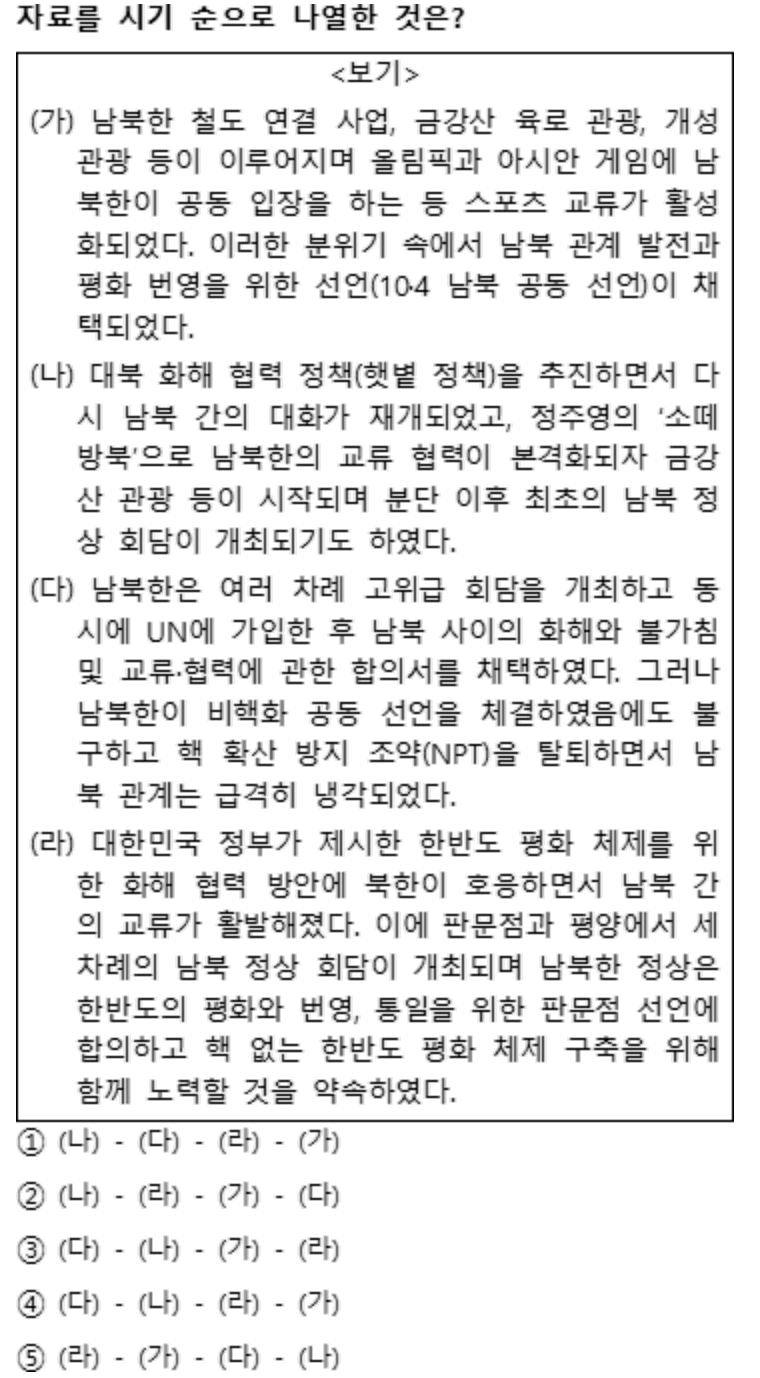 자료를 시기 순으로 나열한 것은?
<보기>
(가) 남북한 철도 연결 사업, 금강산 육로 관광, 개성
관광 등이 이루어지며 올림픽과 아시안 게임에 남
북한이 공동 입장을 하는 등 스포츠 교류가 활성
화되었다. 이러한 분위기 속에서 남북 관계 발전과
평화 번영을 위한 선언(10·4 남북 공동 선언)이 채
택되었다.
(나) 대북 화해 협력 정책(햇볕 정책)을 추진하면서 다
시 남북 간의 대화가 재개되었고, 정주영의 '소떼
방북'으로 남북한의 교류 협력이 본격화되자 금강
산 관광 등이 시작되며 분단 이후 최초의 남북 정
상 회담이 개최되기도 하였다.
(다) 남북한은 여러 차례 고위급 회담을 개최하고 동
시에 UN에 가입한 후 남북 사이의 화해와 불가침
및 교류·협력에 관한 합의서를 채택하였다. 그러나
남북한이 비핵화 공동 선언을 체결하였음에도 불
구하고 핵 확산 방지 조약(NPT)을 탈퇴하면서 남
북 관계는 급격히 냉각되었다.
(라) 대한민국 정부가 제시한 한반도 평화 체제를 위
한 화해 협력 방안에 북한이 호응하면서 남북 간
의 교류가 활발해졌다. 이에 판문점과 평양에서 세
차례의 남북 정상 회담이 개최되며 남북한 정상은
한반도의 평화와 번영, 통일을 위한 판문점 선언에
합의하고 핵 없는 한반도 평화 체제 구축을 위해
함께 노력할 것을 약속하였다.
① (나) - (다) - (라) - (가)
② (나) - (라) - (가) - (다)
③ (다) - (나) - (가) - (라)
④ (다) - (나) - (라) - (가)
⑤ (라) - (가) - (다) - (나)